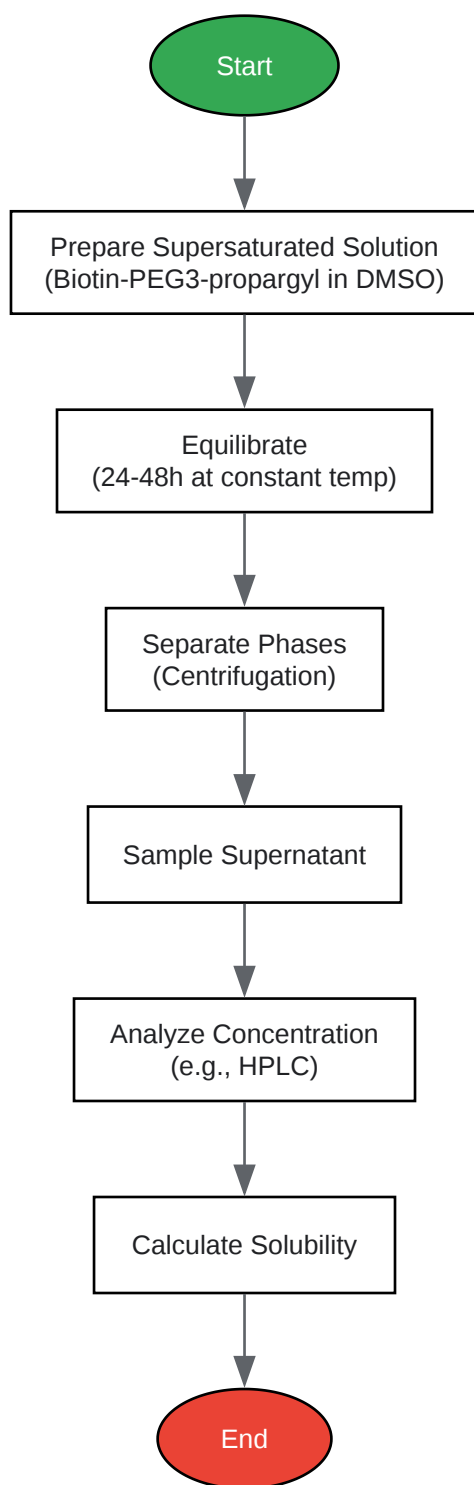 Start
Prepare Supersaturated Solution
(Biotin-PEG3-propargyl in DMSO)
Equilibrate
(24-48h at constant temp)
Separate Phases
(Centrifugation)
Sample Supernatant
Analyze Concentration
(e.g., HPLC)
Calculate Solubility
End